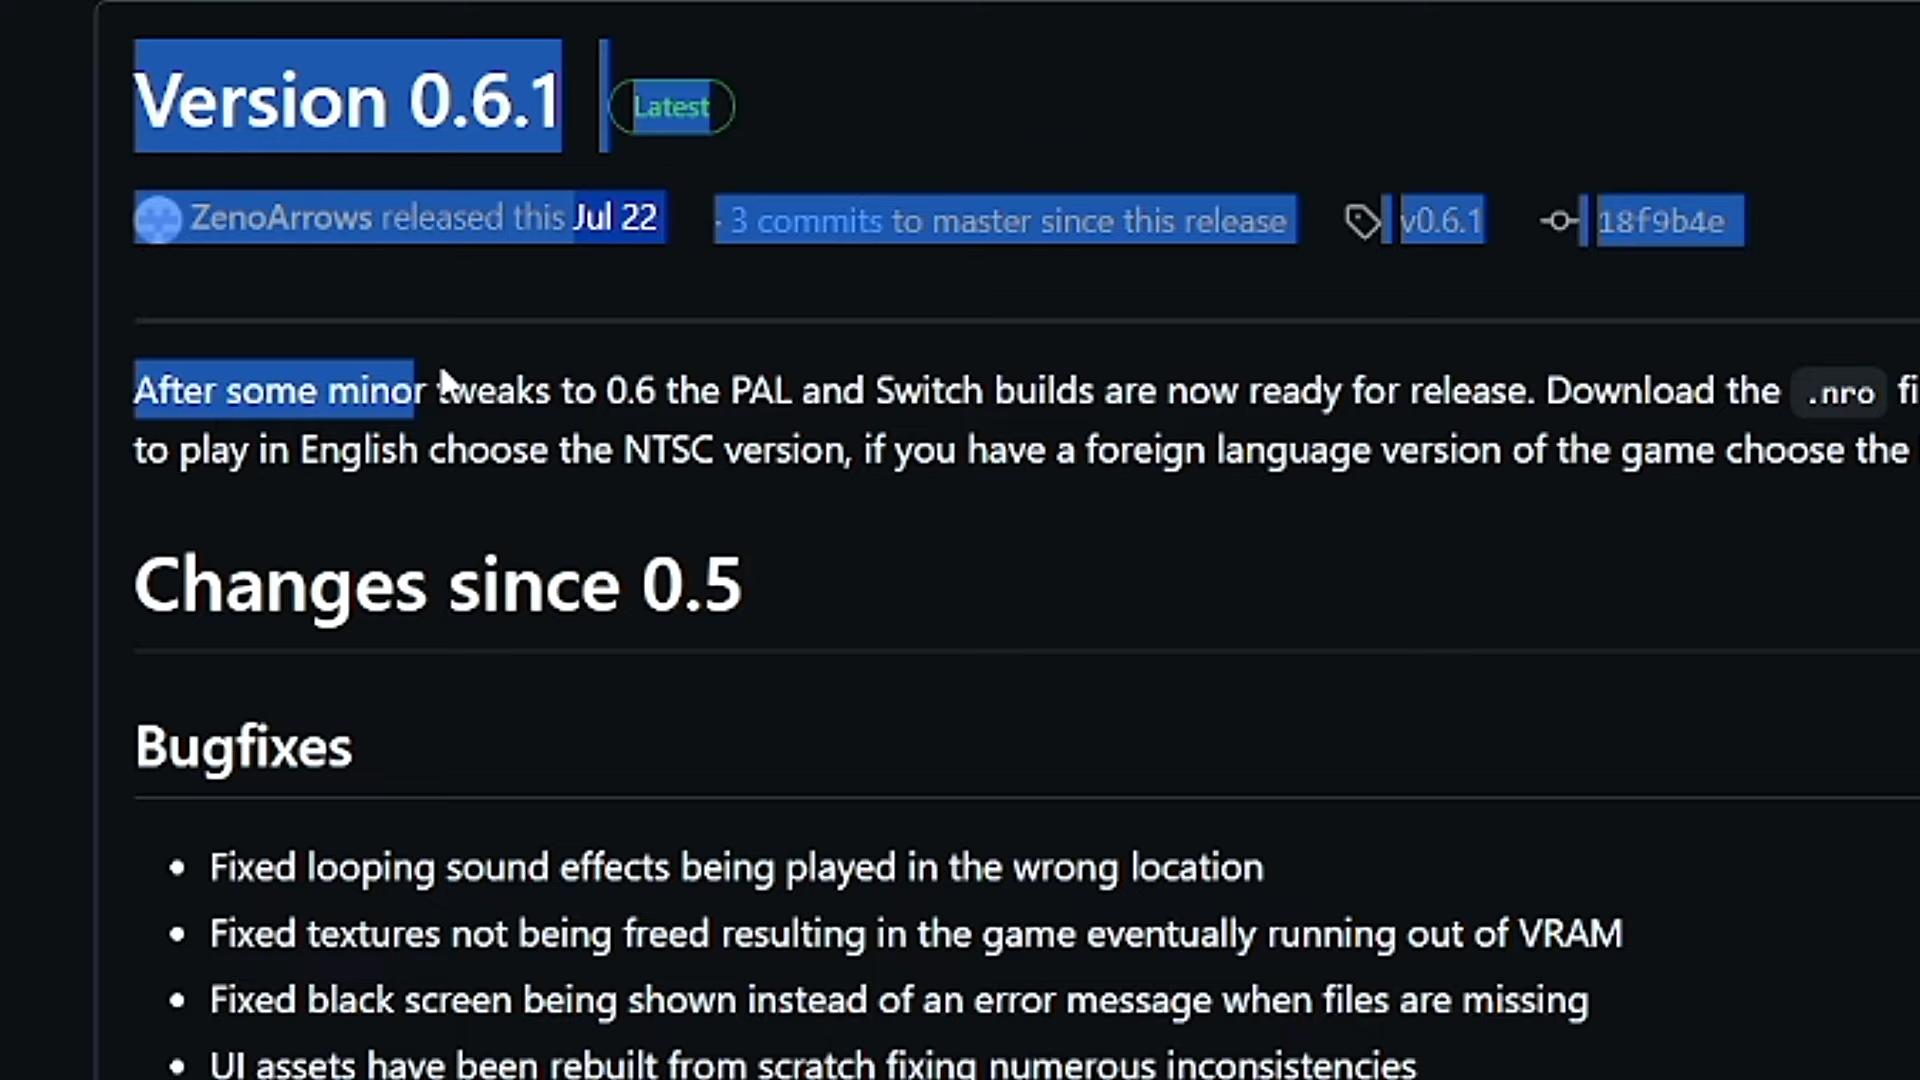 Version 0.6.1 Latest
ZenoArrows released this Jul 22 · 3 commits to master since this release v0.6.1 18f9b4e
After some minor tweaks to 0.6 the PAL and Switch builds are now ready for release. Download the .nro
to play in English choose the NTSC version, if you have a foreign language version of the game choose the
Changes since 0.5
Bugfixes
• Fixed looping sound effects being played in the wrong location
• Fixed textures not being freed resulting in the game eventually running out of VRAM
• Fixed black screen being shown instead of an error message when files are missing
• UI assets have been rebuilt from scratch fixing numerous inconsistencies